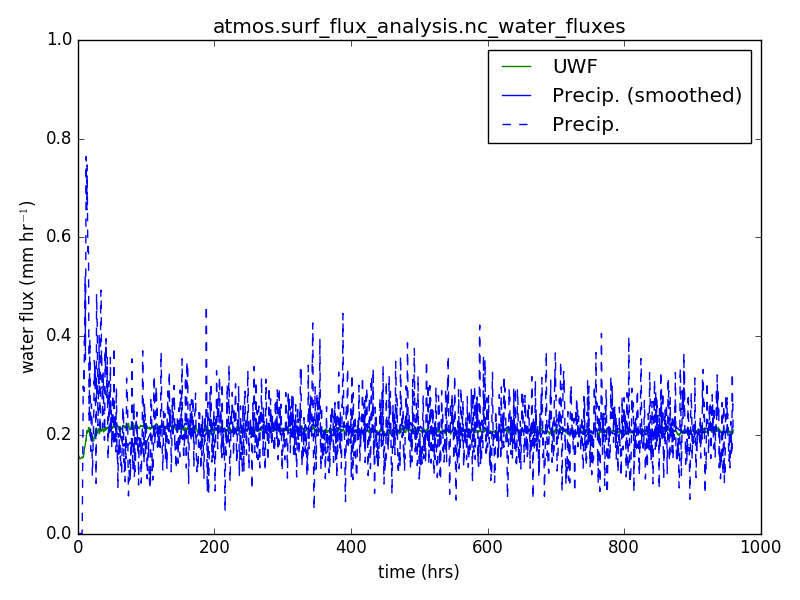 atmos.surf_flux_analysis.nc_water_fluxes
1.0
0.8
0.6
0.4
0.2
0.0
water flux (mm hr⁻¹)
UWF
Precip. (smoothed)
Precip.
0 200 400 600 800 1000
time (hrs)